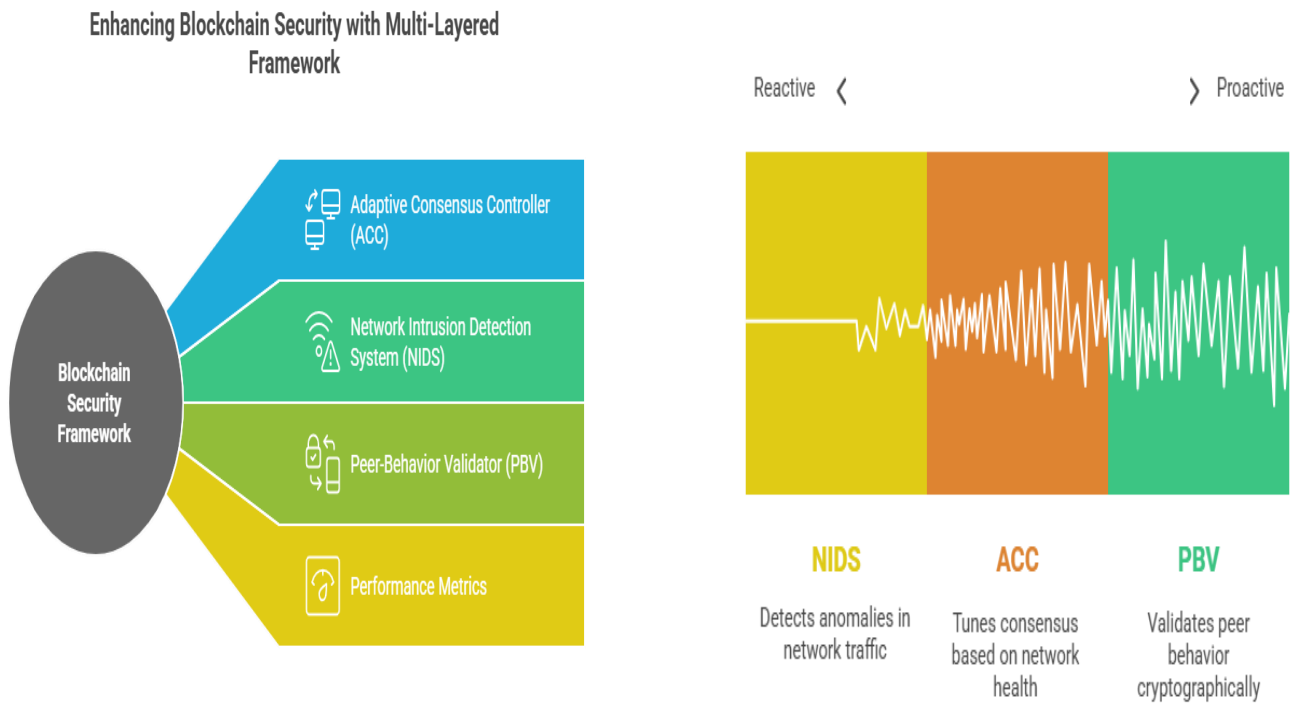 Enhancing Blockchain Security with Multi-Layered
Framework
Blockchain
Security
Framework
Adaptive Consensus Controller
(ACC)
Network Intrusion Detection
System (NIDS)
Peer-Behavior Validator (PBV)
Performance Metrics
Reactive
Proactive
NIDS
Detects anomalies in
network traffic
ACC
Tunes consensus
based on network
health
PBV
Validates peer
behavior
cryptographically